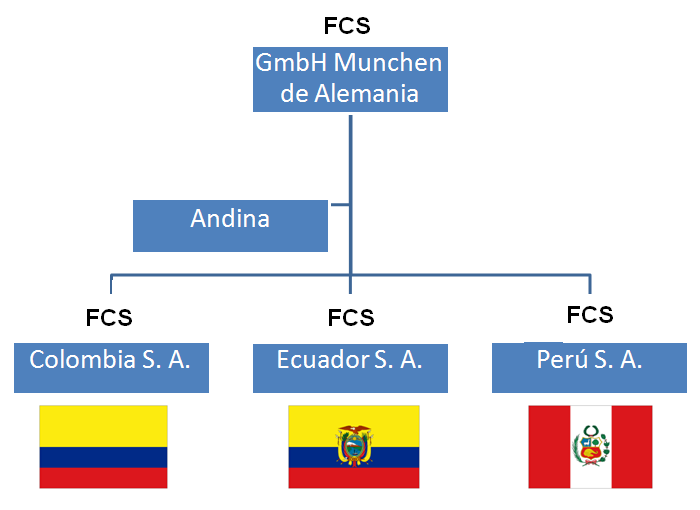 FCS
GmbH Munchen
de Alemania
Andina
FCS
FCS
FCS
Colombia S. A.
Ecuador S. A.
Perú S. A.